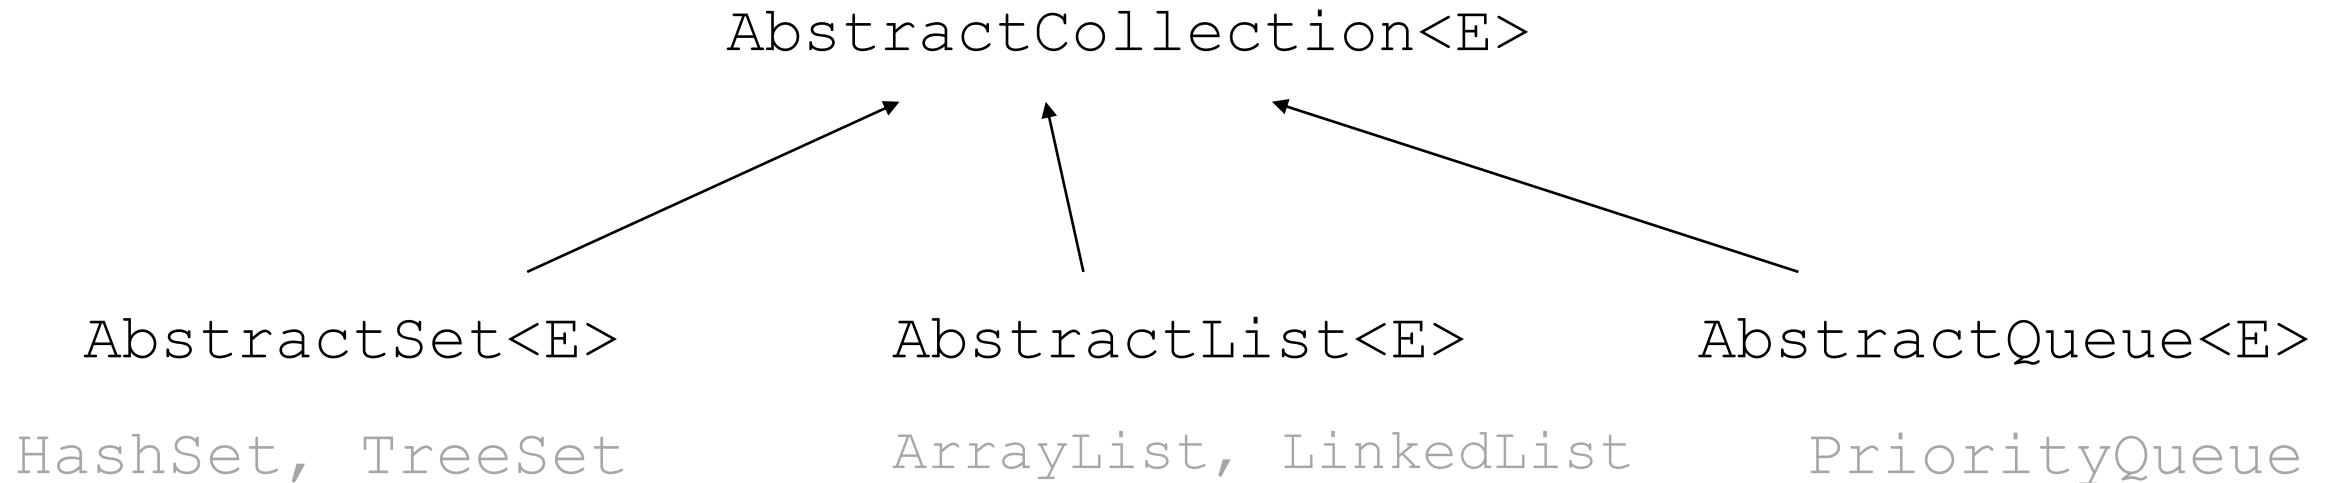 AbstractCollection<E>
AbstractSet<E> AbstractList<E> AbstractQueue<E>
HashSet, TreeSet ArrayList, LinkedList PriorityQueue